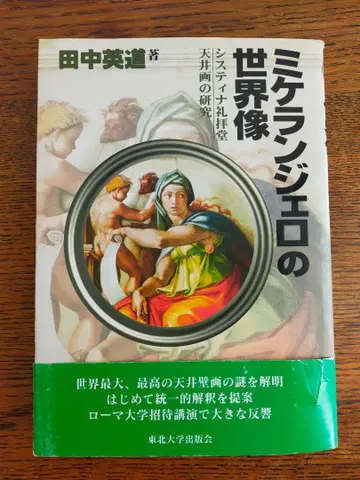 ミケランジェロの
世界像
システィナ礼拝堂
天井画の研究
田中英道 著
世界最大、最高の天井壁画の謎を解明
はじめて統一的解釈を提案
ローマ大学招待講演で大きな反響
東北大学出版会